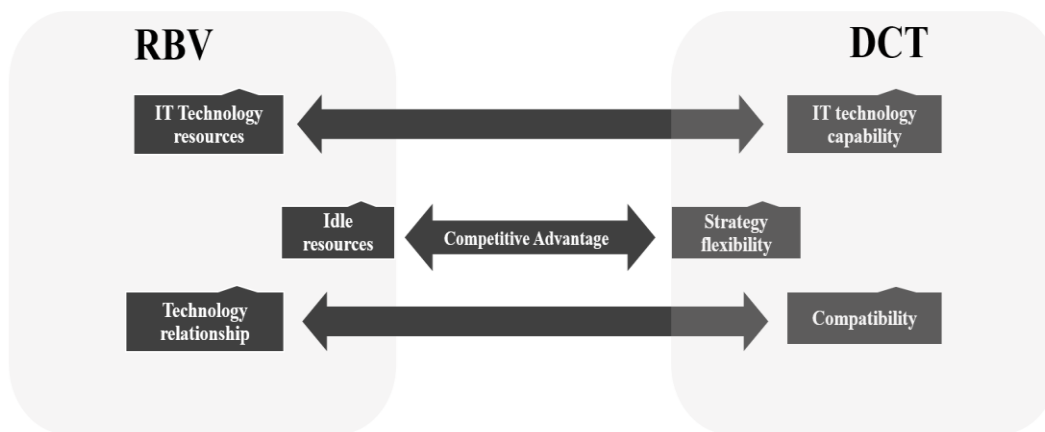 RBV
DCT
IT Technology
resources
IT technology
capability
Idle
resources
Competitive Advantage
Strategy
flexibility
Technology
relationship
Compatibility